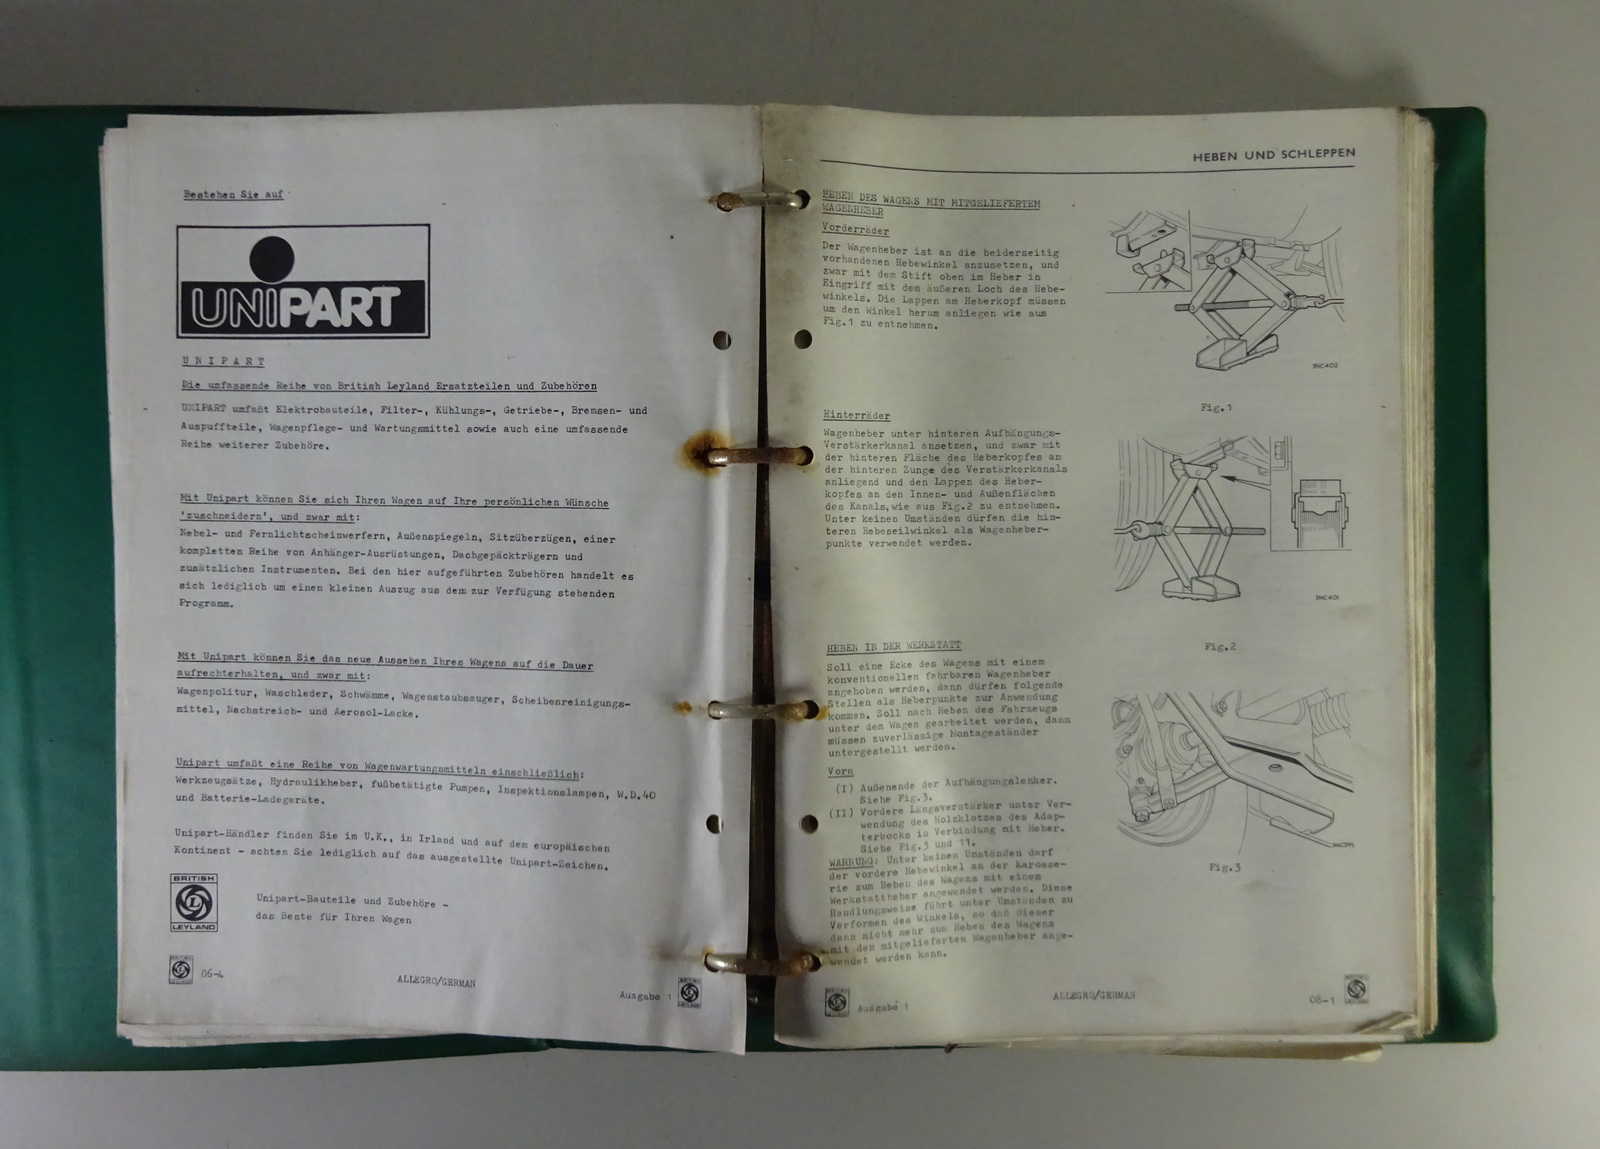 Bestehen Sie auf
UNIPART
UNIPART
Die umfassende Reihe von British Leyland Ersatzteilen und Zubehören
UNIPART umfaßt Elektrobauteile, Filter-, Kühlungs-, Getriebe-, Bremsen- und
Auspuffteile, Wagenpflege- und Wartungsmittel sowie auch eine umfassende
Reihe weiterer Zubehöre.
Mit Unipart können Sie sich Ihren Wagen auf Ihre persönlichen Wünsche
'zuschneidern', und zwar mit:
Nebel- und Fernlichtscheinwerfern, Außenspiegeln, Sitzüberzügen, einer
kompletten Reihe von Anhänger-Ausrüstungen, Dachgepäckträgern und
zusätzlichen Instrumenten. Bei den hier aufgeführten Zubehören handelt es
sich lediglich um einen kleinen Auszug aus dem zur Verfügung stehenden
Programm.
Mit Unipart können Sie das neue Aussehen Ihres Wagens auf die Dauer
aufrechterhalten, und zwar mit:
Wagenpolitur, Waschleder, Schwämme, Wagenstaubsauger, Scheibenreinigungs-
mittel, Nachstreich- und Aerosol-Lacke.
Unipart umfaßt eine Reihe von Wagenwartungsmitteln einschließlich:
Werkzeugsätze, Hydraulikheber, fußbetätigte Pumpen, Inspektionslampen, W.D.40
und Batterie-Ladegeräte.
Unipart-Händler finden Sie im U.K., in Irland und auf dem europäischen
Kontinent - achten Sie lediglich auf das ausgestellte Unipart-Zeichen.
BRITISH
L
LEYLAND
Unipart-Bauteile und Zubehöre -
das Beste für Ihren Wagen
06-4
ALLEGRO/GERMAN
Ausgabe 1
HEBEN UND SCHLEPPEN
HEBEN DES WAGENS MIT MITGELIEFERTEM
WAGENHEBER
Vorderräder
Der Wagenheber ist an die beiderseitig
vorhandenen Hebewinkel anzusetzen, und
zwar mit dem Stift oben im Heber in
Eingriff mit dem äußeren Loch des Hebe-
winkels. Die Lappen am Heberkopf müssen
um den Winkel herum anliegen wie aus
Fig.1 zu entnehmen.
3NC402
Fig.1
Hinterräder
Wagenheber unter hinteren Aufhängungs-
Verstärkerkanal ansetzen, und zwar mit
der hinteren Fläche des Heberkopfes an
der hinteren Zunge des Verstärkerkanals
anliegend und den Lappen des Heber-
kopfes an den Innen- und Außenflächen
des Kanals,wie aus Fig.2 zu entnehmen.
Unter keinen Umständen dürfen die hin-
teren Hebeseilwinkel als Wagenheber-
punkte verwendet werden.
3NC401
Fig.2
HEBEN IN DER WERKSTATT
Soll eine Ecke des Wagens mit einem
konventionellen fahrbaren Wagenheber
angehoben werden, dann dürfen folgende
Stellen als Heberpunkte zur Anwendung
kommen. Soll nach Heben des Fahrzeugs
unter dem Wagen gearbeitet werden, dann
müssen zuverlässige Montageständer
untergestellt werden.
Vorn
(I) Außenende der Aufhängungslenker.
Siehe Fig.3.
(II) Vordere Längsverstärker unter Ver-
wendung des Holzklotzes des Adap-
terbocks in Verbindung mit Heber.
Siehe Fig.3 und 11.
WARNUNG: Unter keinen Umständen darf
der vordere Hebewinkel an der Karosse-
rie zum Heben des Wagens mit einem
Werkstattheber angewendet werden. Diese
Handlungsweise führt unter Umständen zu
Verformen des Winkels, so daß dieser
dann nicht mehr zum Heben des Wagens
mit dem mitgelieferten Wagenheber ange-
wendet werden kann.
Fig.3
Ausgabe 1
ALLEGRO/GERMAN
08-1